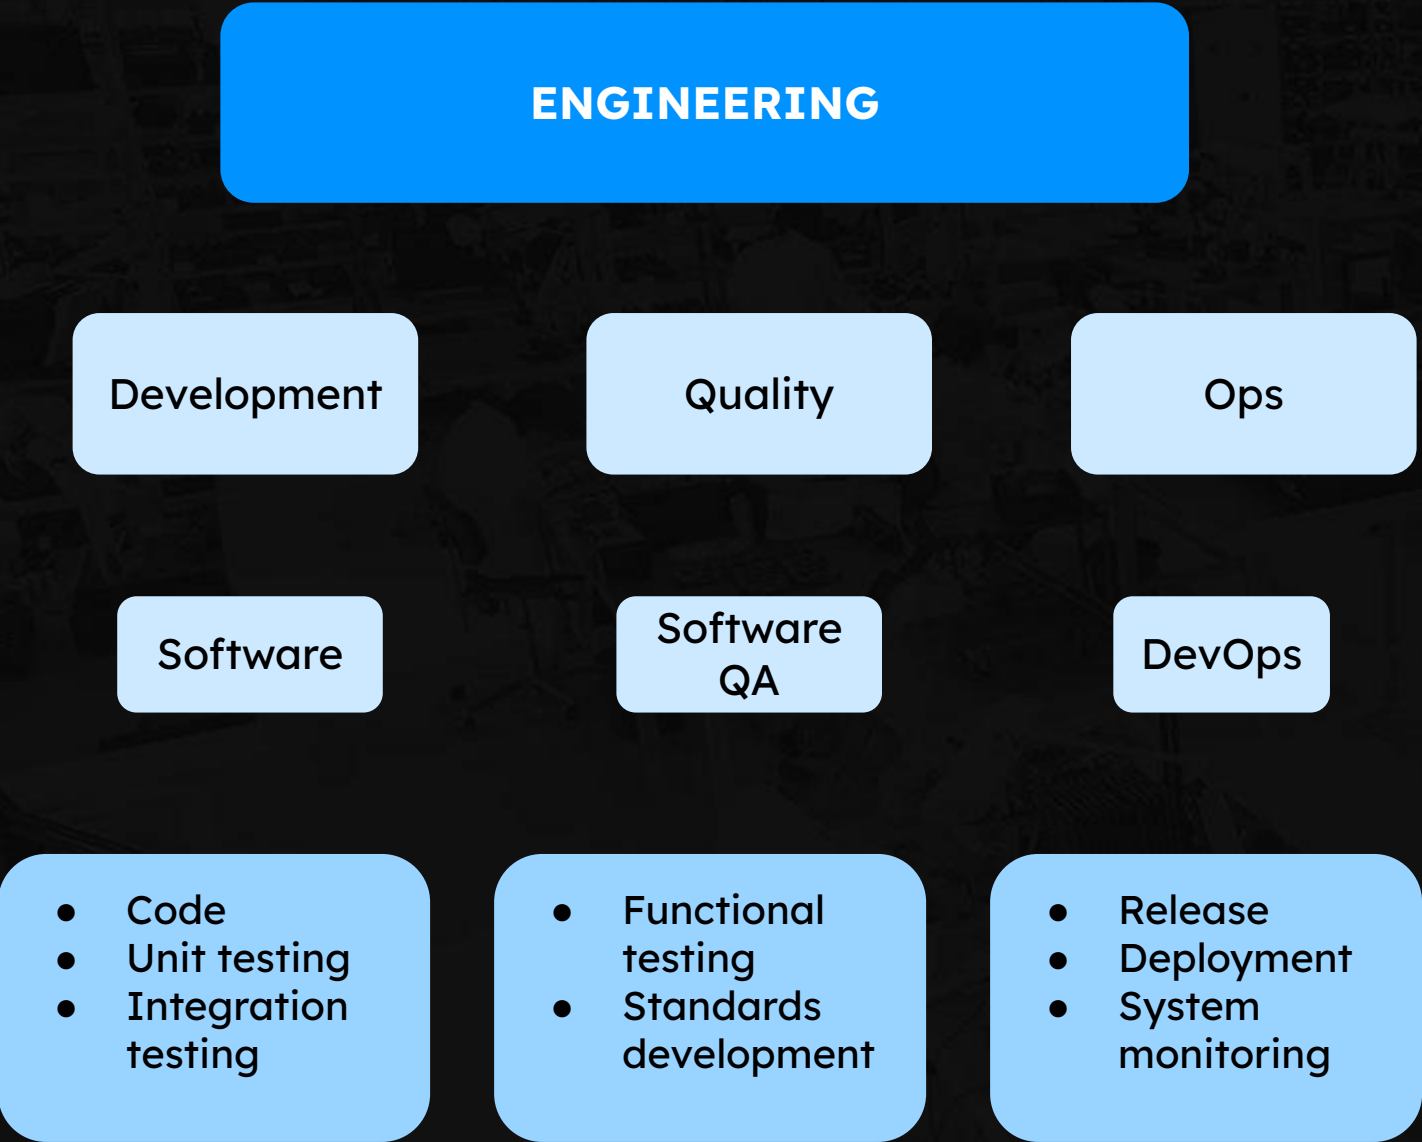 ENGINEERING
Development
Quality
Ops
Software
Software
QA
DevOps
● Code
● Unit testing
● Integration
testing
● Functional
testing
● Standards
development
● Release
● Deployment
● System
monitoring